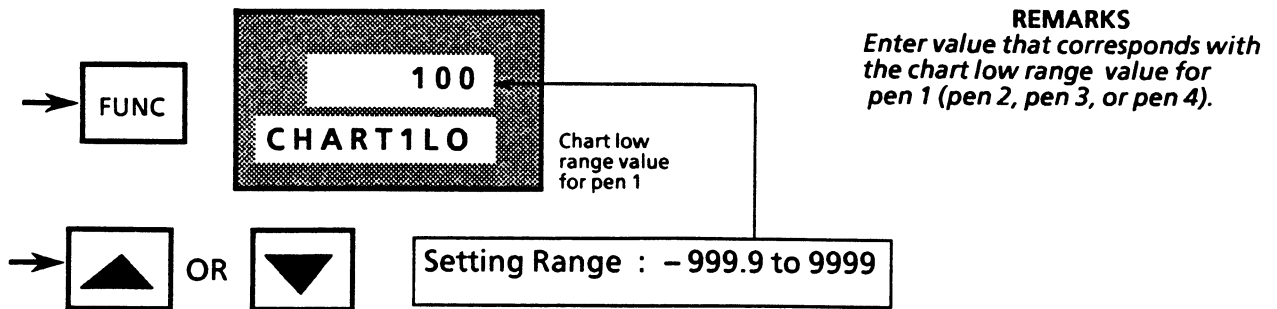 REMARKS
Enter value that corresponds with
the chart low range value for
pen 1 (pen 2, pen 3, or pen 4).
FUNC
100
CHART1LO
Chart low
range value
for pen 1
OR
Setting Range : – 999.9 to 9999